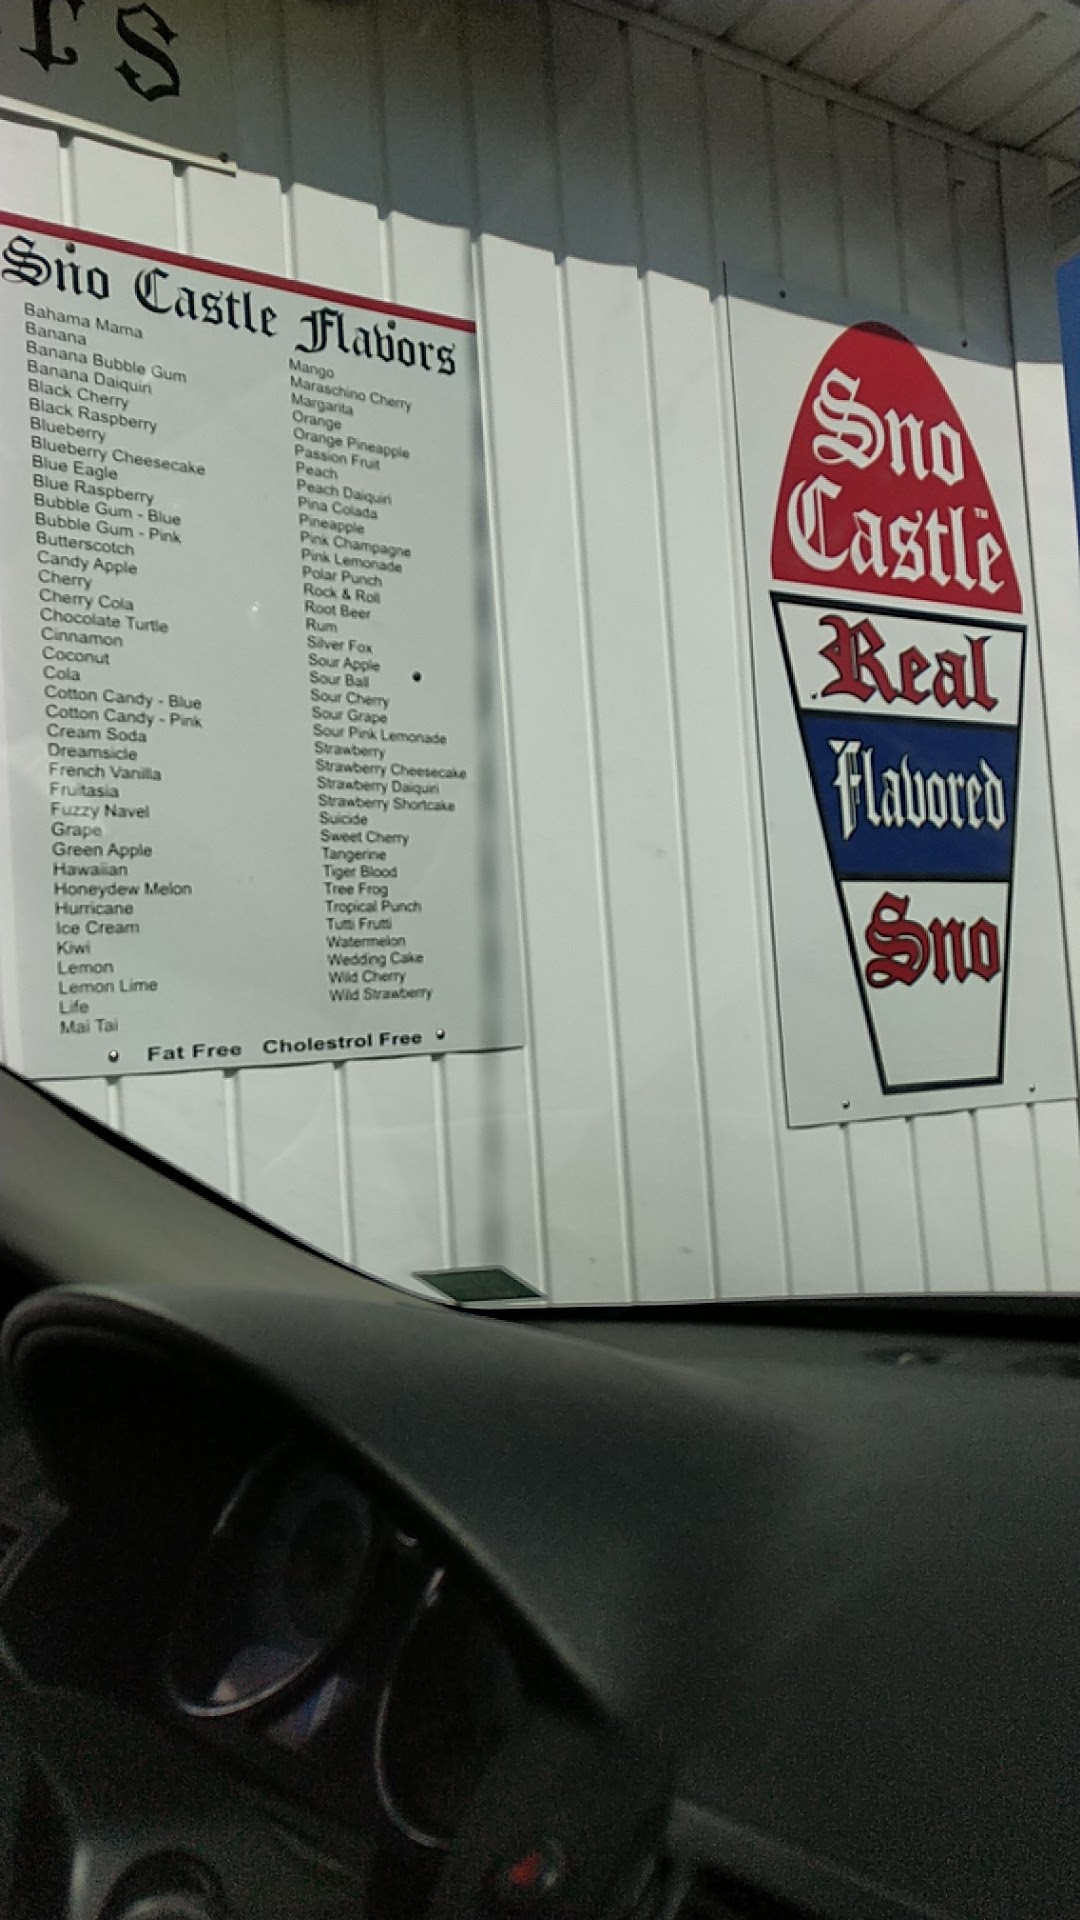 rs
Sno Castle Flavors
Bahama Mama
Banana
Banana Bubble Gum
Banana Daiquiri
Black Cherry
Black Raspberry
Blueberry
Blueberry Cheesecake
Blue Eagle
Blue Raspberry
Bubble Gum - Blue
Bubble Gum - Pink
Butterscotch
Candy Apple
Cherry
Cherry Cola
Chocolate Turtle
Cinnamon
Coconut
Cola
Cotton Candy - Blue
Cotton Candy - Pink
Cream Soda
Dreamsicle
French Vanilla
Fruitasia
Fuzzy Navel
Grape
Green Apple
Hawaiian
Honeydew Melon
Hurricane
Ice Cream
Kiwi
Lemon
Lemon Lime
Life
Mai Tai
Mango
Maraschino Cherry
Margarita
Orange
Orange Pineapple
Passion Fruit
Peach
Peach Daiquiri
Pina Colada
Pineapple
Pink Champagne
Pink Lemonade
Polar Punch
Rock & Roll
Root Beer
Rum
Silver Fox
Sour Apple
Sour Ball
Sour Cherry
Sour Grape
Sour Pink Lemonade
Strawberry
Strawberry Cheesecake
Strawberry Daiquiri
Strawberry Shortcake
Suicide
Sweet Cherry
Tangerine
Tiger Blood
Tree Frog
Tropical Punch
Tutti Frutti
Watermelon
Wedding Cake
Wild Cherry
Wild Strawberry
Fat Free Cholestrol Free
Sno
Castle™
Real
Flavored
Sno